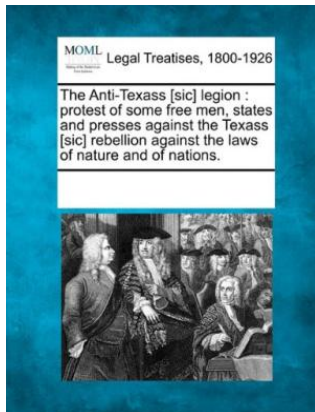 MOML
Legal Treatises, 1800-1926
The Anti-Texass [sic] legion :
protest of some free men, states
and presses against the Texass
[sic] rebellion against the laws
of nature and of nations.